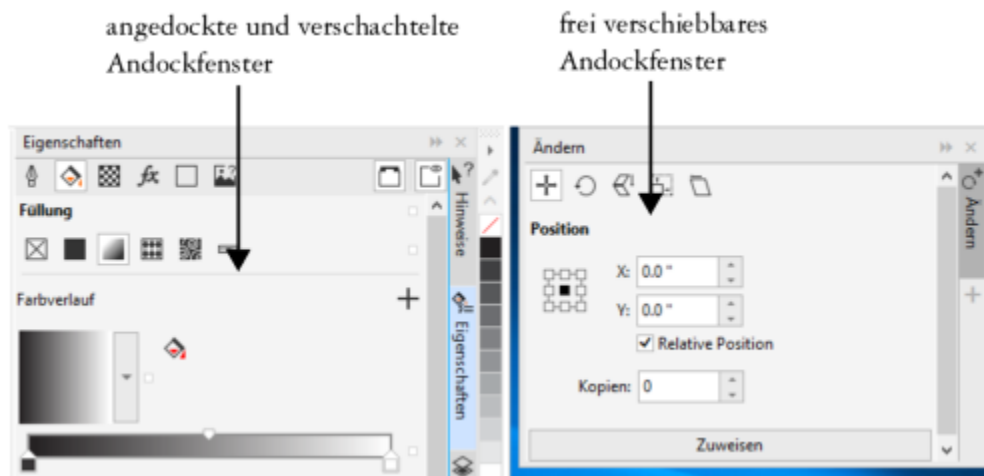 angedockte und verschachtelte
Andockfenster
frei verschiebbares
Andockfenster
Eigenschaften
fx
Füllung
Farbverlauf
Hinweise
Eigenschaften
Ändern
Position
X: 0.0 "
Y: 0.0 "
Relative Position
Kopien: 0
Zuweisen
Ändern